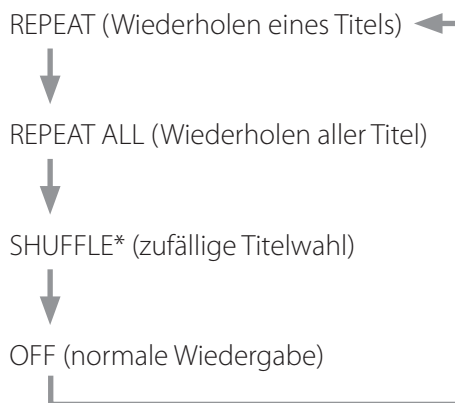 REPEAT (Wiederholen eines Titels)
REPEAT ALL (Wiederholen aller Titel)
SHUFFLE* (zufällige Titelwahl)
OFF (normale Wiedergabe)